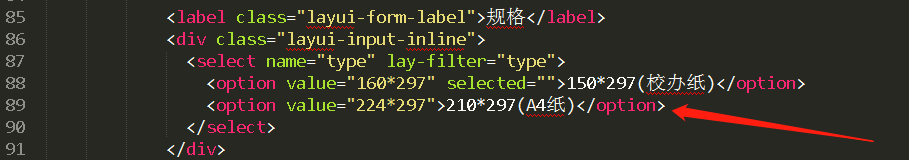 85 <label class="layui-form-label">规格</label>
86 <div class="layui-input-inline">
87 <select name="type" lay-filter="type">
88 <option value="160*297" selected="">150*297(校办纸)</option>
89 <option value="224*297">210*297(A4纸)</option>
90 </select>
91 </div>